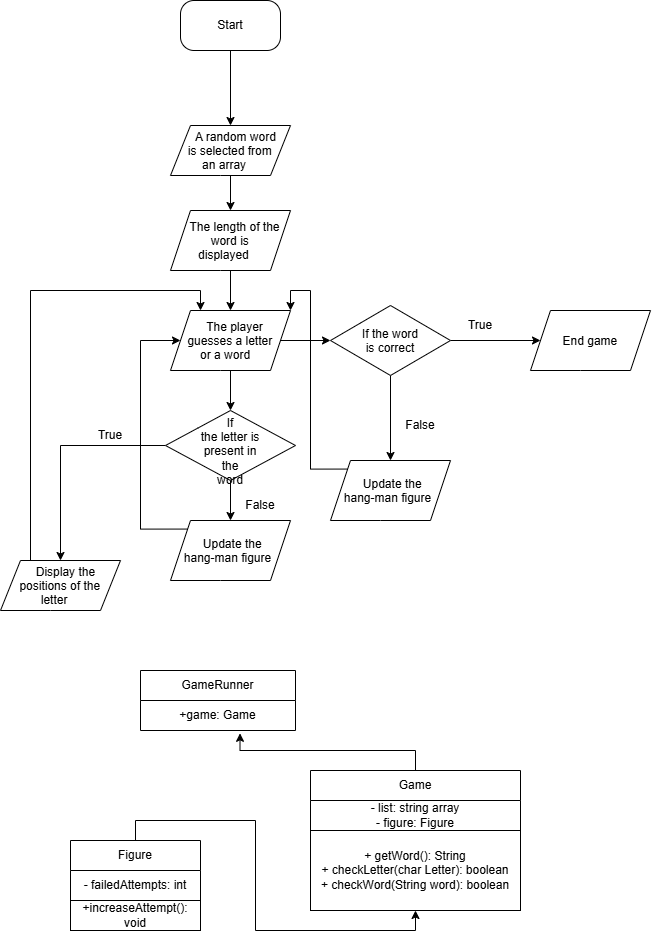 Start
A random word
is selected from
an array
The length of the
word is
displayed
The player
guesses a letter
or a word
If the word
is correct
True
End game
False
If
the letter is
present in
the
word
True
False
Update the
hang-man figure
Update the
hang-man figure
Display the
positions of the
letter
GameRunner
+game: Game
Game
- list: string array
- figure: Figure
+ getWord(): String
+ checkLetter(char Letter): boolean
+ checkWord(String word): boolean
Figure
- failedAttempts: int
+increaseAttempt():
void